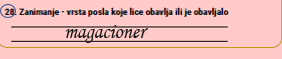 28. Zanimanje - vrsta posla koje lice obavlja ili je obavljalo
magacioner